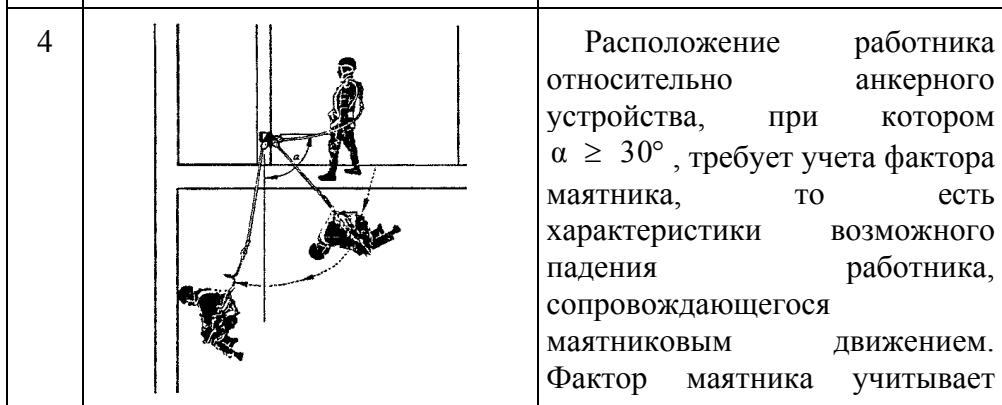 4
Расположение работника
относительно анкерного
устройства, при котором
α ≥ 30° , требует учета фактора
маятника, то есть
характеристики возможного
падения работника,
сопровождающегося
маятниковым движением.
Фактор маятника учитывает
α